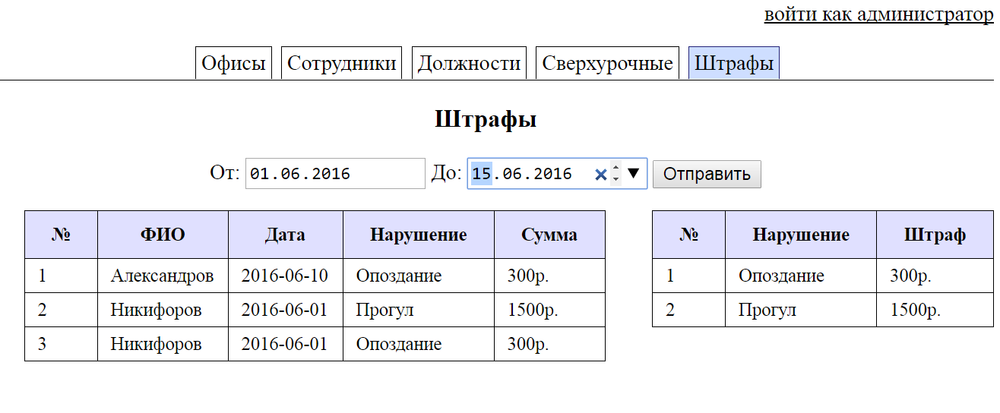 войти как администратор
Офисы Сотрудники Должности Сверхурочные Штрафы
Штрафы
От: 01.06.2016 До: 15.06.2016 Отправить
№ ФИО Дата Нарушение Сумма
1 Александров 2016-06-10 Опоздание 300р.
2 Никифоров 2016-06-01 Прогул 1500р.
3 Никифоров 2016-06-01 Опоздание 300р.
№ Нарушение Штраф
1 Опоздание 300р.
2 Прогул 1500р.